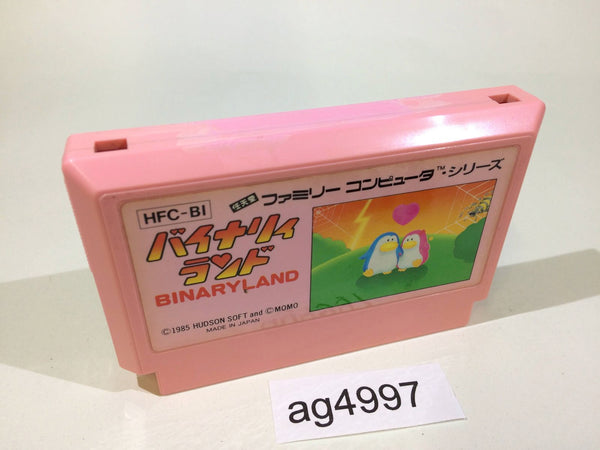 HFC-BI
任天堂 ファミリー コンピュータ™・シリーズ
バイナリィ
ランド
BINARYLAND
©1985 HUDSON SOFT and ©MOMO
MADE IN JAPAN
ag4997